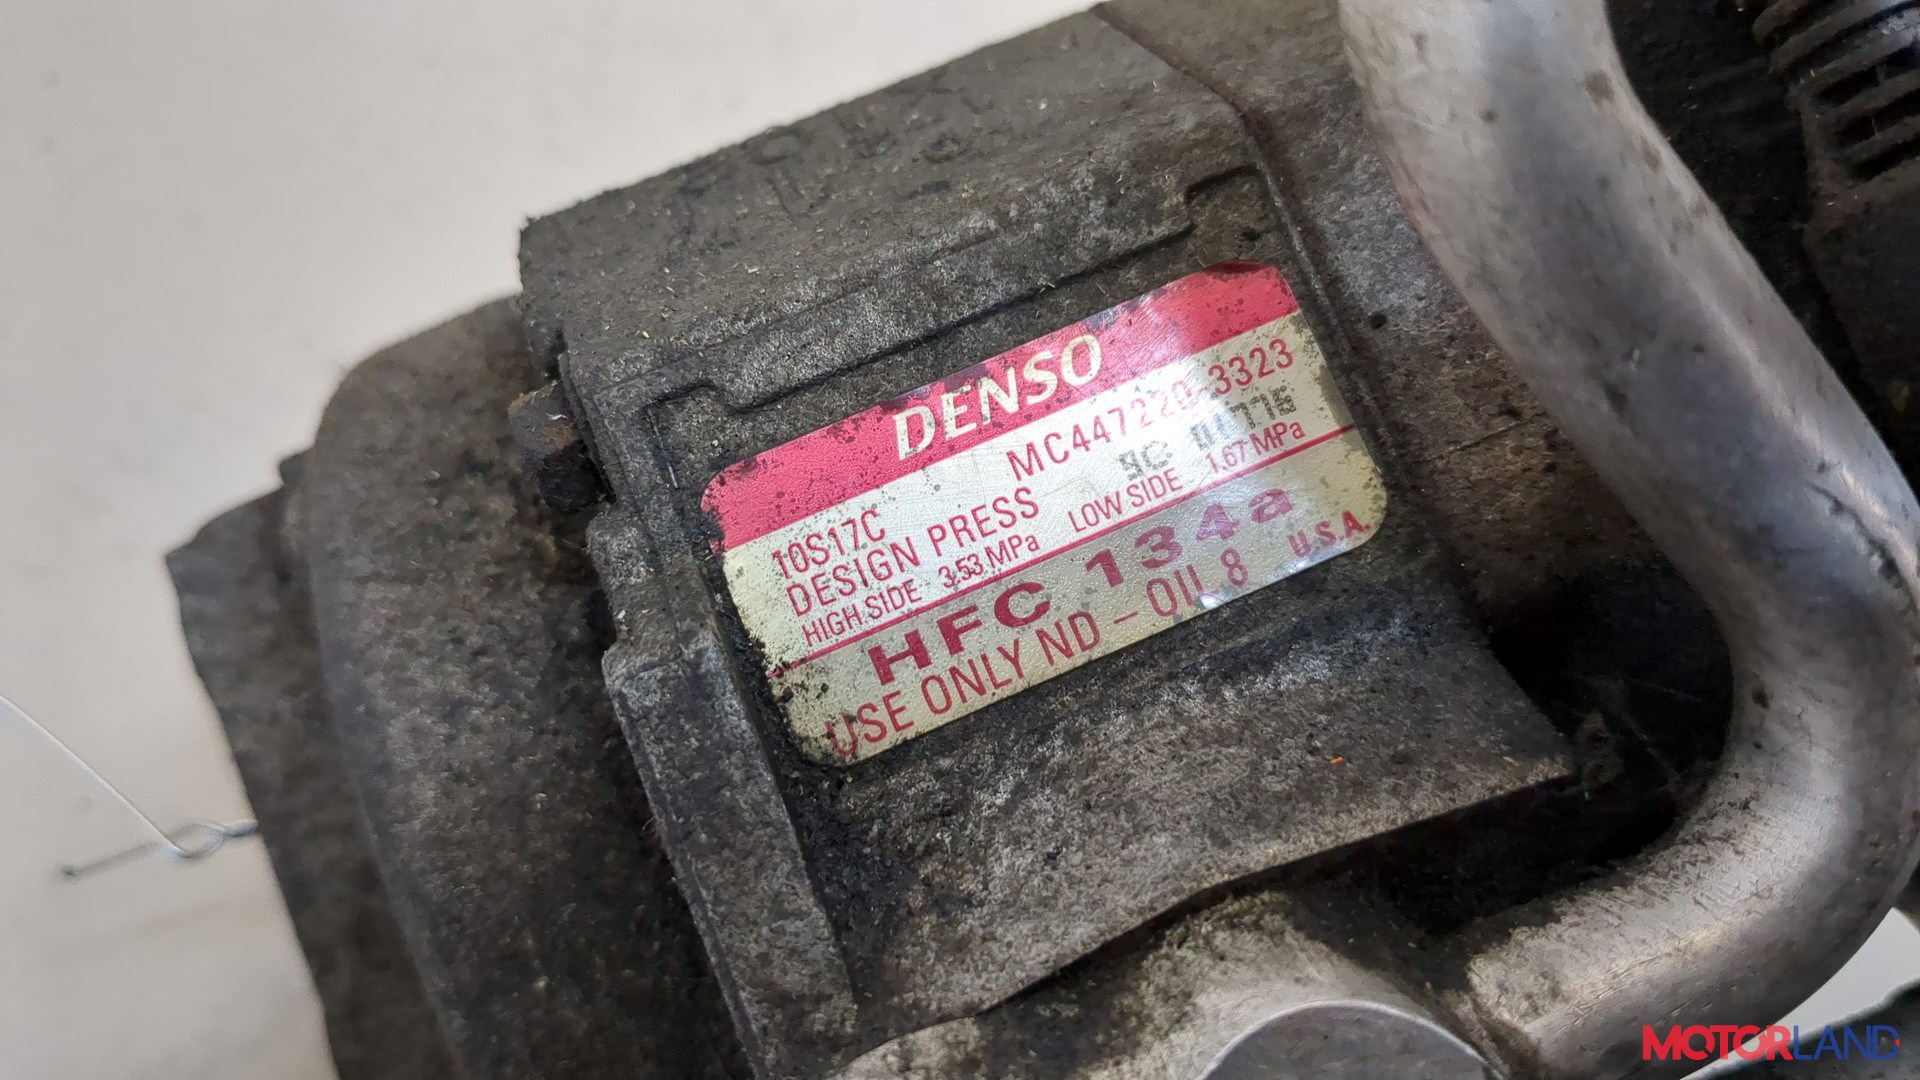 DENSO
10S17C MC447220-3323
DESIGN PRESS
HIGH SIDE 3.53 MPa LOW SIDE 1.67 MPa
HFC 134a
USE ONLY ND-OIL 8 U.S.A.
MOTORLAND